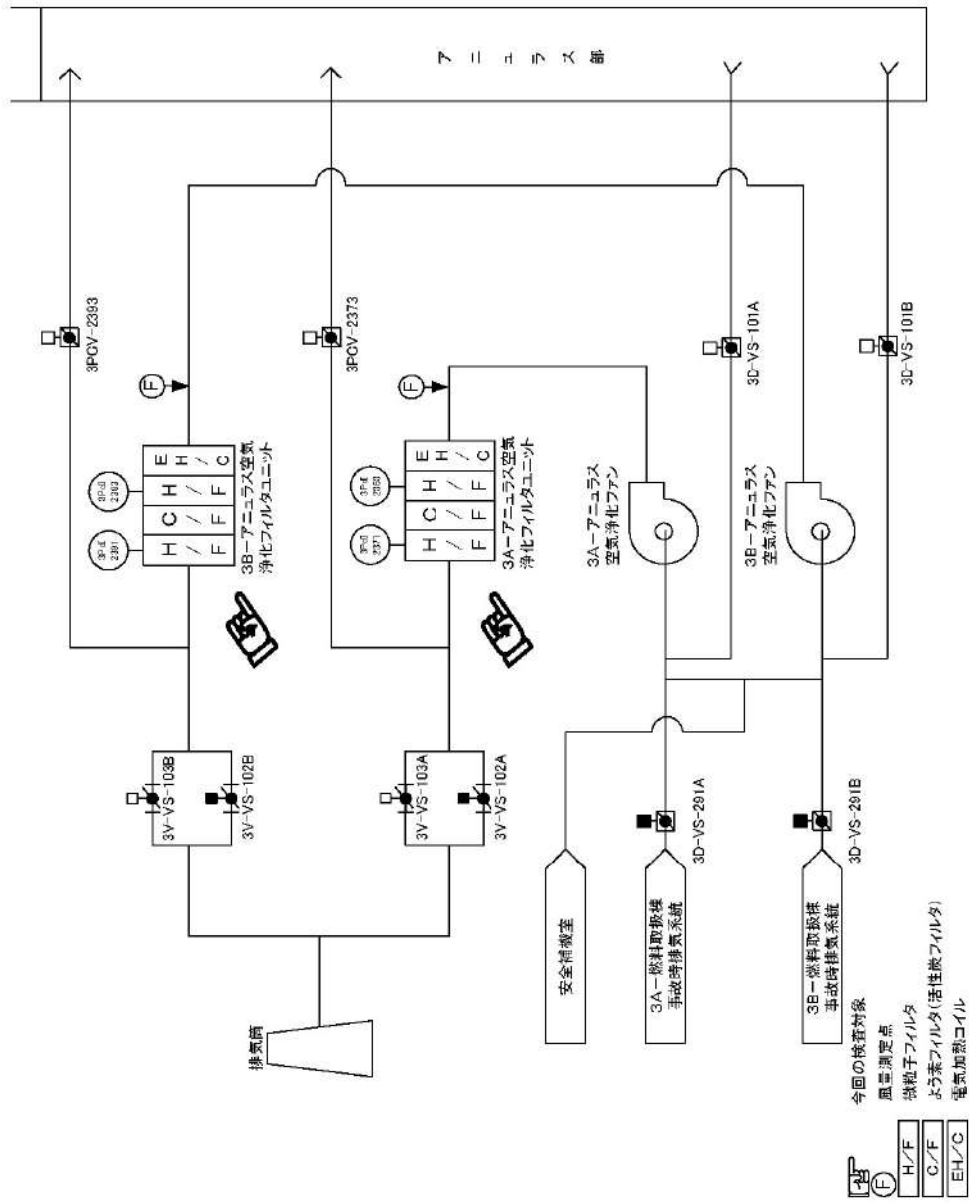 アニュラス部
3PCV-2393
3PCV-2373
3D-VS-101A
3D-VS-101B
F
F
3PdI
2391
3PdI
2393
H/F
C/F
H/F
EH/C
3B-アニュラス空気
浄化フィルタユニット
3PdI
2371
H/F
C/F
H/F
EH/C
3A-アニュラス空気
浄化フィルタユニット
3A-アニュラス
空気浄化ファン
3B-アニュラス
空気浄化ファン
3V-VS-103B
3V-VS-102B
3V-VS-103A
3V-VS-102A
3D-VS-291A
3D-VS-291B
排気筒
安全補機室
3A-燃料取扱棟
事故時排気系統
3B-燃料取扱棟
事故時排気系統
今回の検査対象
F 風量測定点
H/F 微粒子フィルタ
C/F よう素フィルタ(活性炭フィルタ)
EH/C 電気加熱コイル